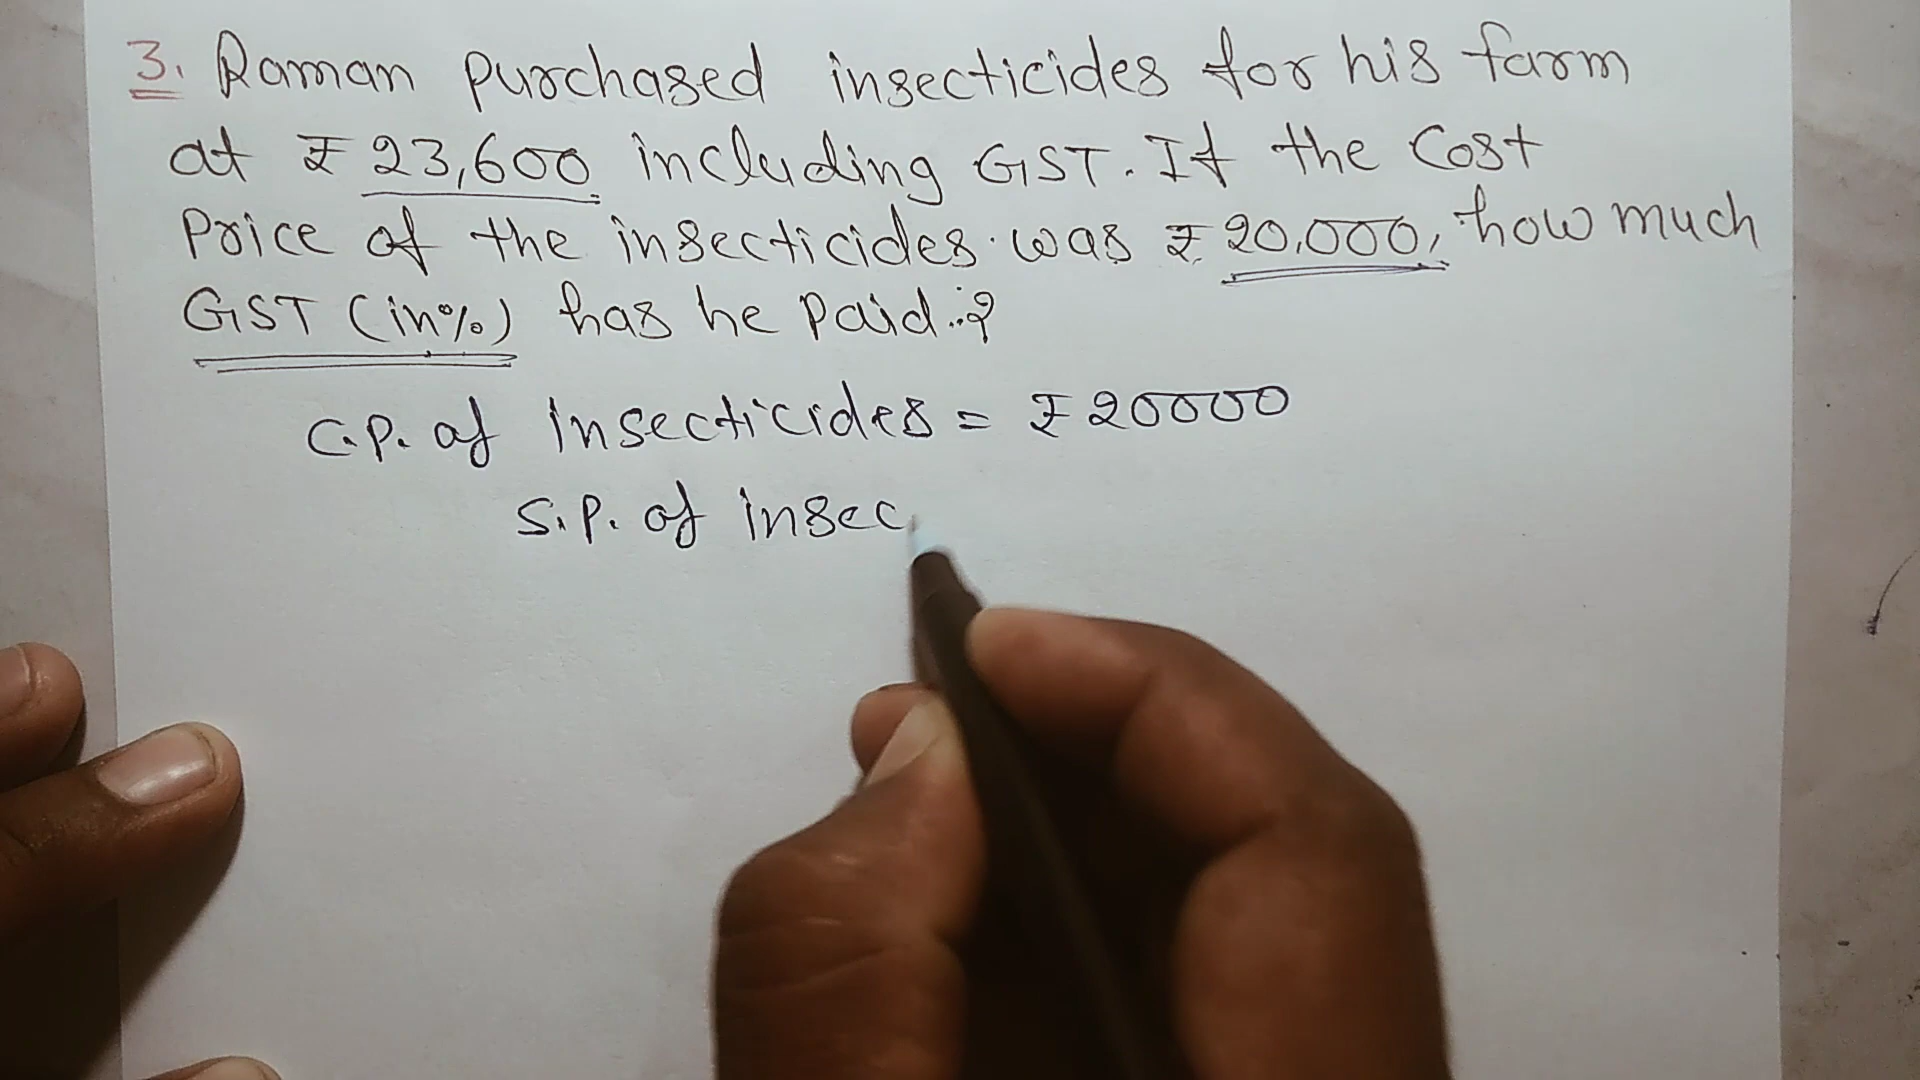 3. Raman purchased insecticides for his farm
at ₹ 23,600 including GST. If the Cost
Price of the insecticides was ₹ 20,000, how much
GST (in%) has he paid..?
C.P. of insecticides = ₹ 20000
S.P. of insec